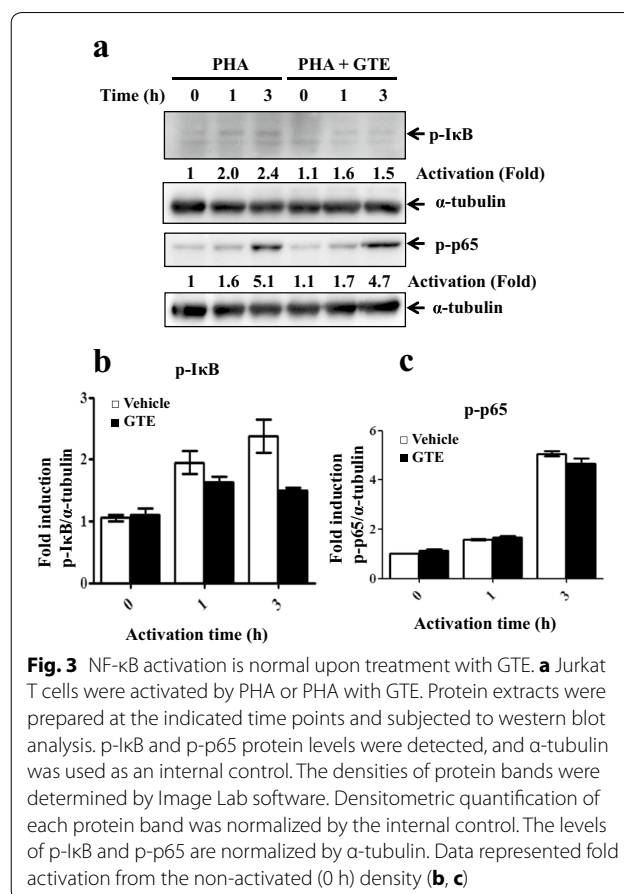 a
PHA PHA + GTE
Time (h) 0 1 3 0 1 3
p-IκB
1 2.0 2.4 1.1 1.6 1.5 Activation (Fold)
α-tubulin
p-p65
1 1.6 5.1 1.1 1.7 4.7 Activation (Fold)
α-tubulin
b
p-IκB
Fold induction
p-IκB/α-tubulin
3
2
1
0
Vehicle
GTE
0 1 3
Activation time (h)
c
p-p65
Fold induction
p-p65/α-tubulin
6
4
2
0
Vehicle
GTE
0 1 3
Activation time (h)
Fig. 3 NF-κB activation is normal upon treatment with GTE. a Jurkat
T cells were activated by PHA or PHA with GTE. Protein extracts were
prepared at the indicated time points and subjected to western blot
analysis. p-IκB and p-p65 protein levels were detected, and α-tubulin
was used as an internal control. The densities of protein bands were
determined by Image Lab software. Densitometric quantification of
each protein band was normalized by the internal control. The levels
of p-IκB and p-p65 are normalized by α-tubulin. Data represented fold
activation from the non-activated (0 h) density (b, c)